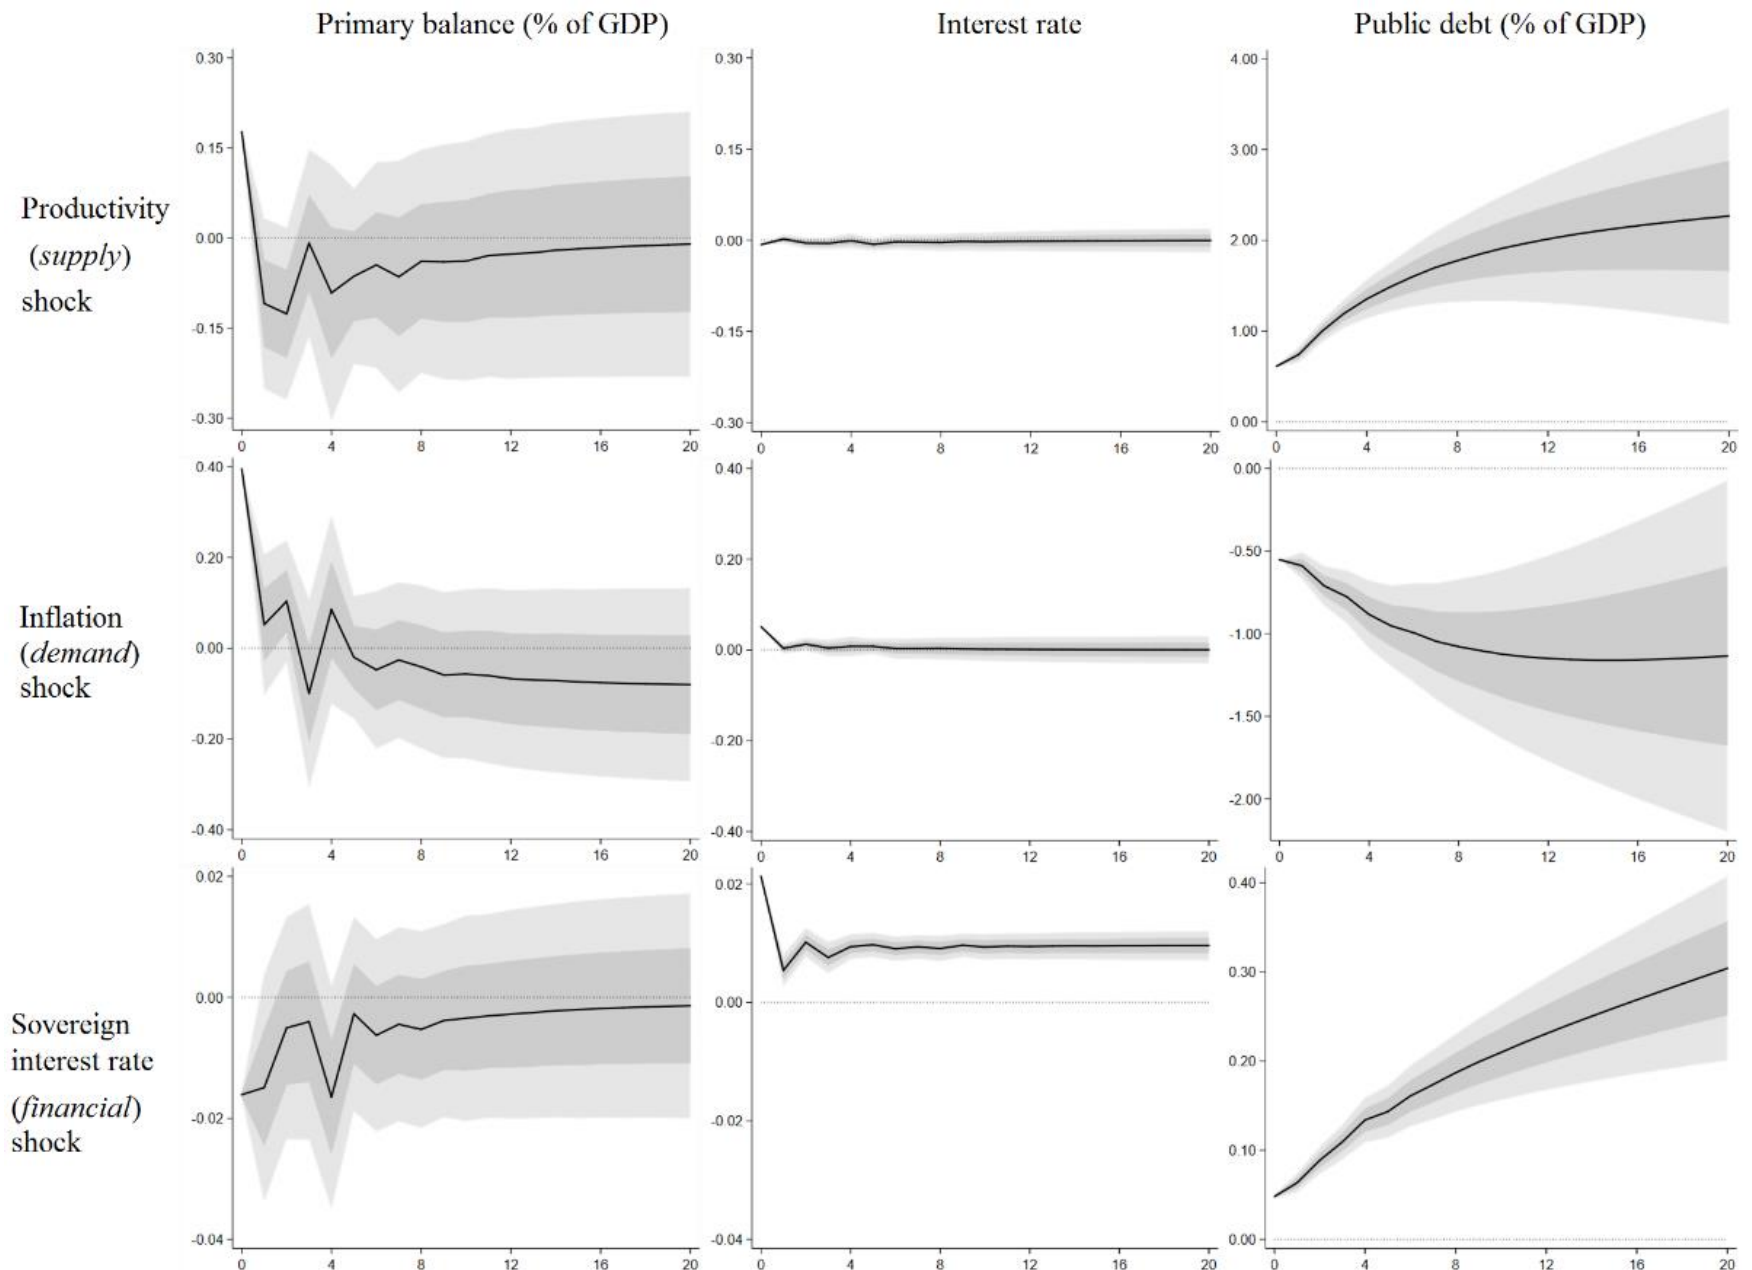 Primary balance (% of GDP)
Interest rate
Public debt (% of GDP)
Productivity
(supply)
shock
0.30
0.15
0.00
-0.15
-0.30
0 4 8 12 16 20
0.30
0.15
0.00
-0.15
-0.30
0 4 8 12 16 20
4.00
3.00
2.00
1.00
0.00
0 4 8 12 16 20
Inflation
(demand)
shock
0.40
0.20
0.00
-0.20
-0.40
0 4 8 12 16 20
0.40
0.20
0.00
-0.20
-0.40
0 4 8 12 16 20
0.00
-0.50
-1.00
-1.50
-2.00
0 4 8 12 16 20
Sovereign
interest rate
(financial)
shock
0.02
0.00
-0.02
-0.04
0 4 8 12 16 20
0.02
0.00
-0.02
-0.04
0 4 8 12 16 20
0.40
0.30
0.20
0.10
0.00
0 4 8 12 16 20